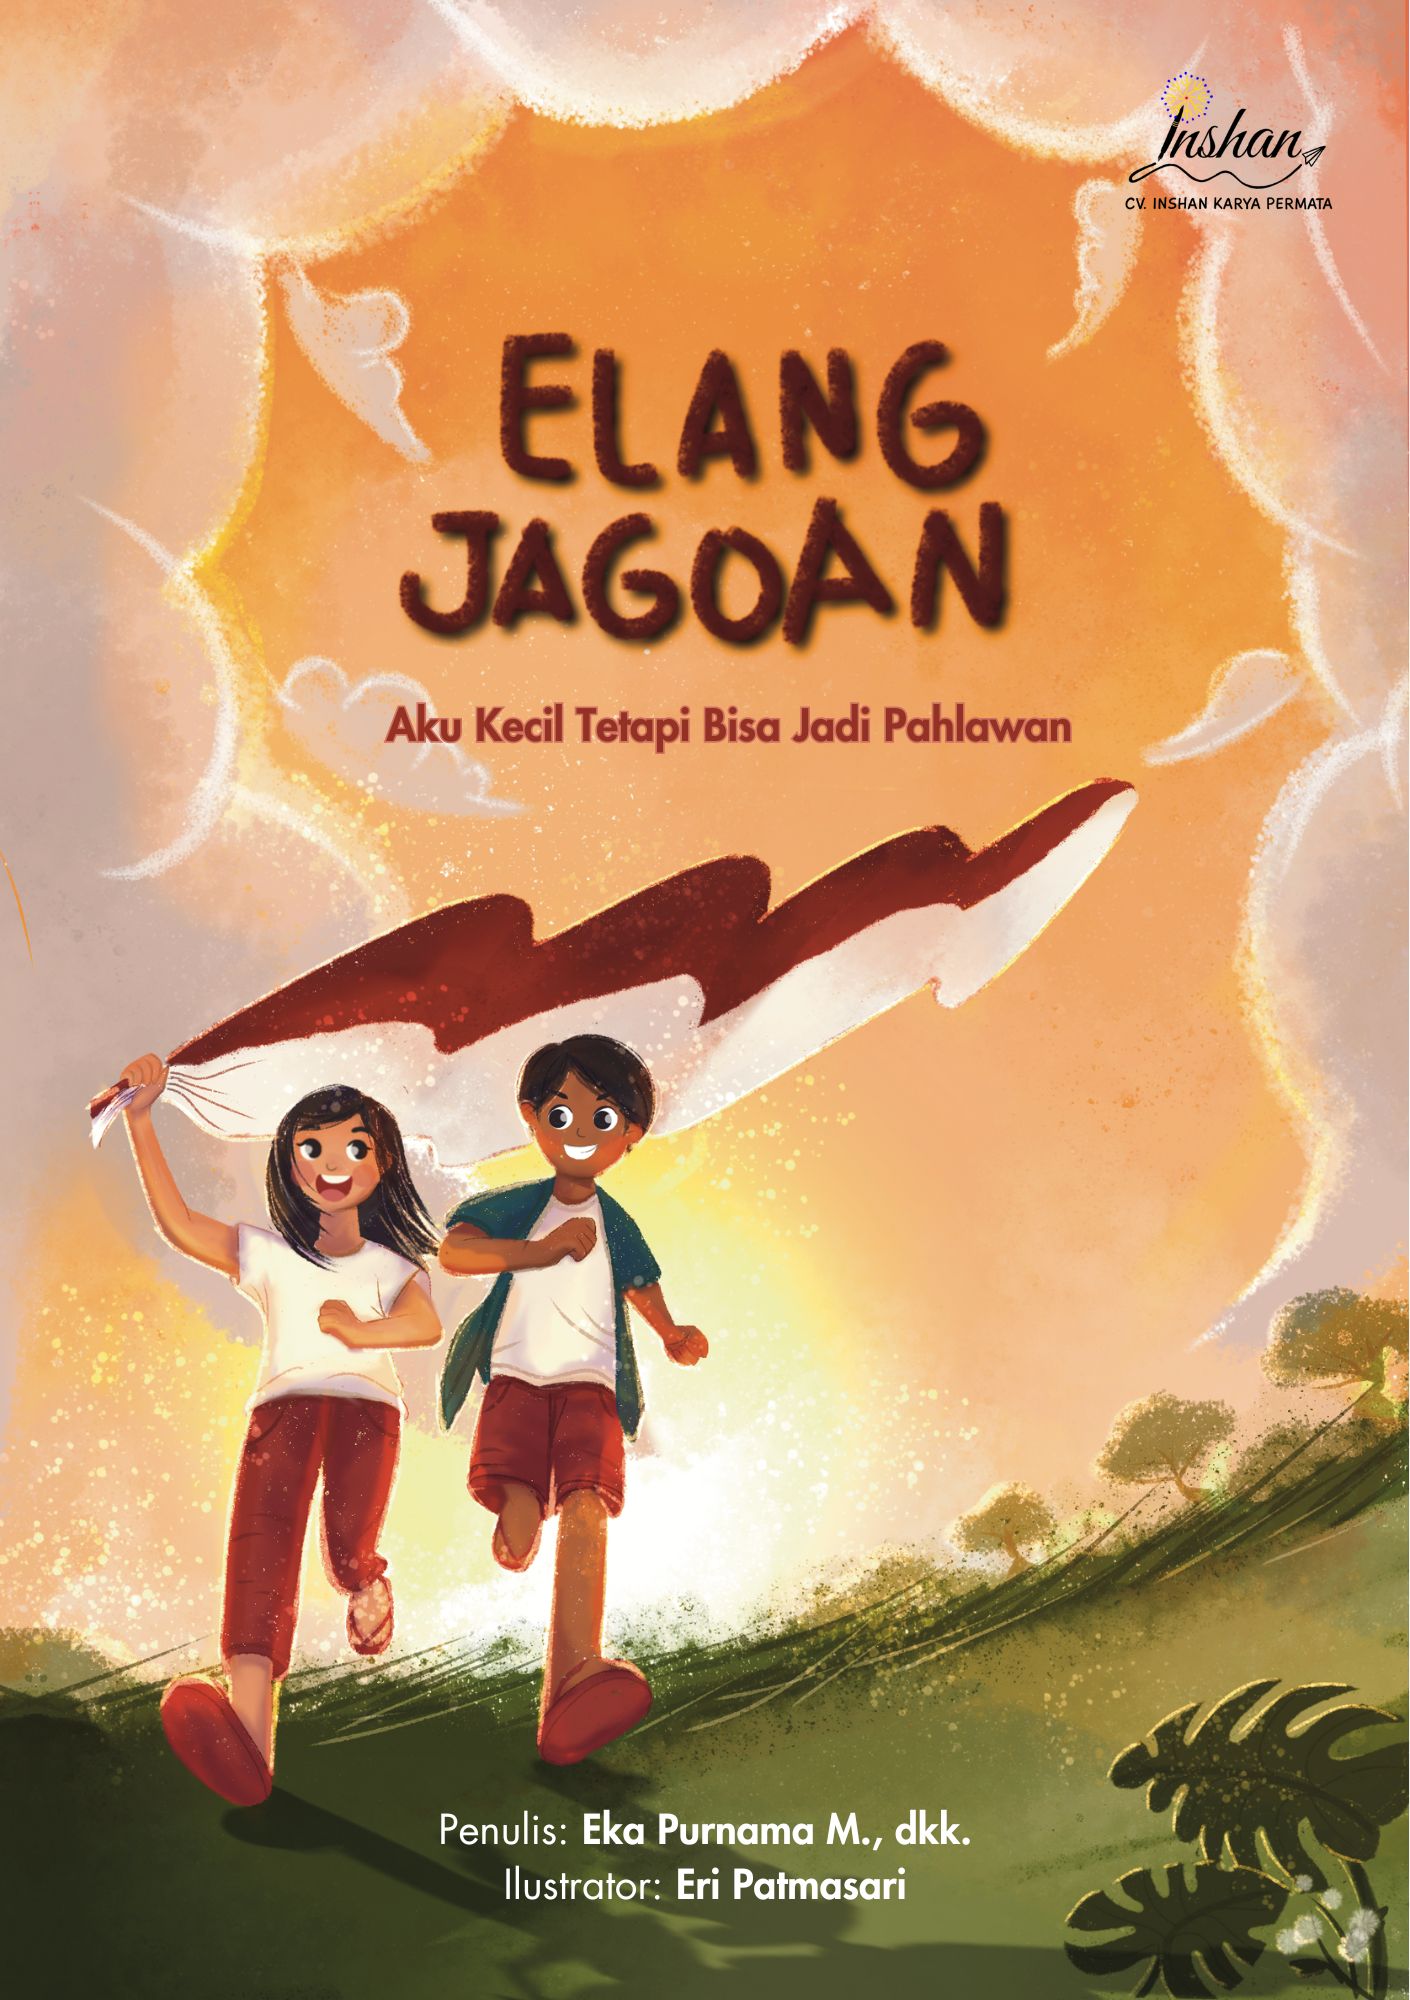 Inshan
CV. INSHAN KARYA PERMATA
ELANG
JAGOAN
Aku Kecil Tetapi Bisa Jadi Pahlawan
Penulis: Eka Purnama M., dkk.
Ilustrator: Eri Patmasari